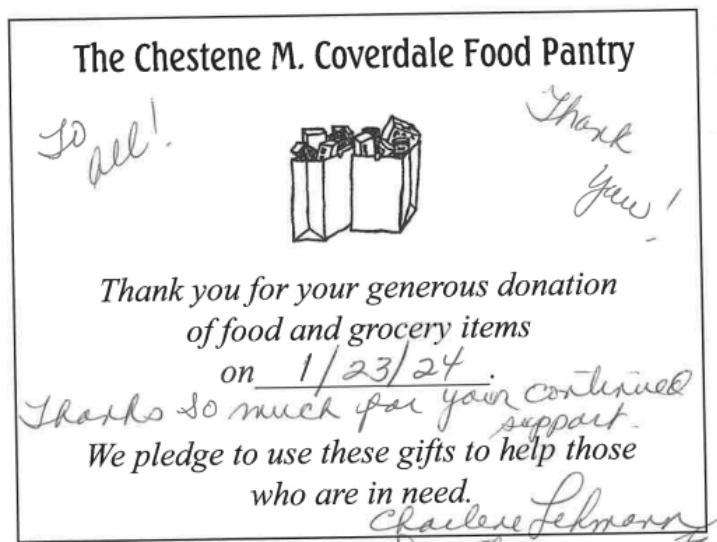 The Chestene M. Coverdale Food Pantry
To all!
Thank you!
Thank you for your generous donation
of food and grocery items
on 1/23/24.
Thanks so much for your continued
support.
We pledge to use these gifts to help those
who are in need.
Charlene Lehmann